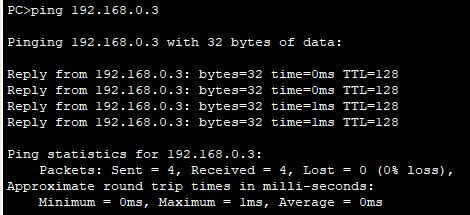 PC>ping 192.168.0.3
Pinging 192.168.0.3 with 32 bytes of data:
Reply from 192.168.0.3: bytes=32 time=0ms TTL=128
Reply from 192.168.0.3: bytes=32 time=0ms TTL=128
Reply from 192.168.0.3: bytes=32 time=1ms TTL=128
Reply from 192.168.0.3: bytes=32 time=1ms TTL=128
Ping statistics for 192.168.0.3:
    Packets: Sent = 4, Received = 4, Lost = 0 (0% loss),
Approximate round trip times in milli-seconds:
    Minimum = 0ms, Maximum = 1ms, Average = 0ms